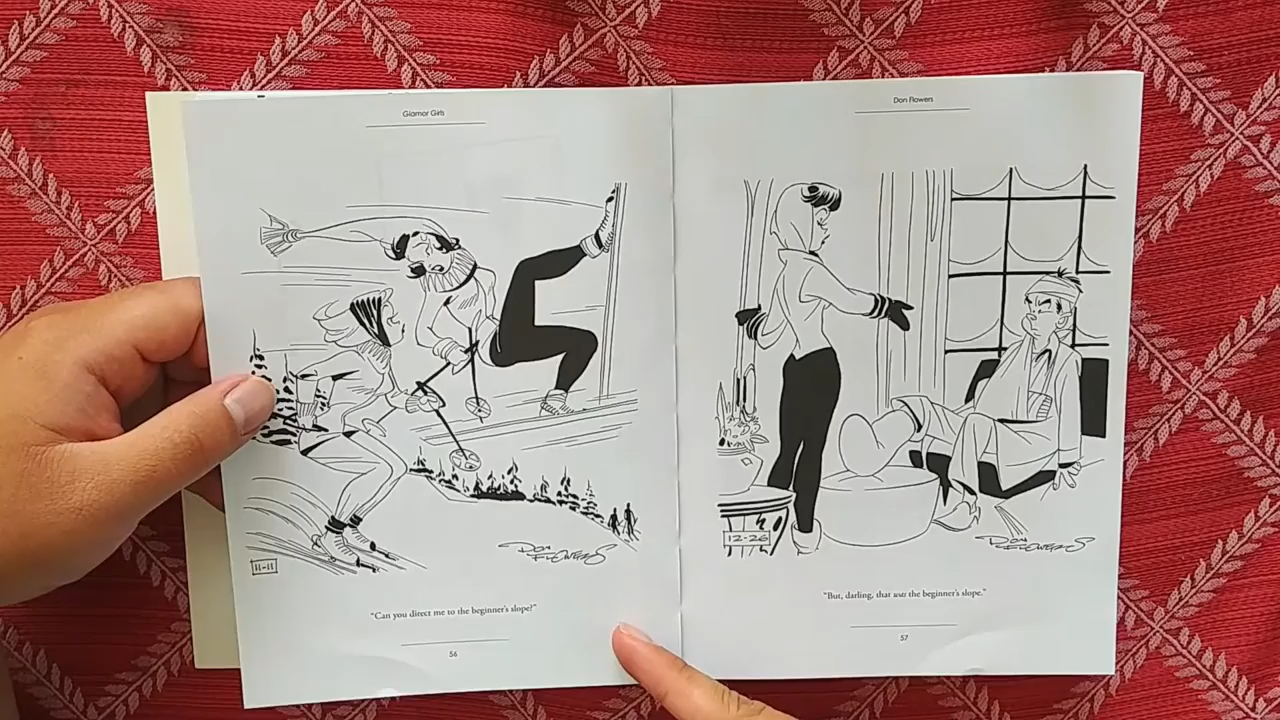 Glamor Girls
11-11
DON
FLOWERS
"Can you direct me to the beginner's slope?"
56
Don Flowers
12-26
DON
FLOWERS
"But, darling, that was the beginner's slope."
57